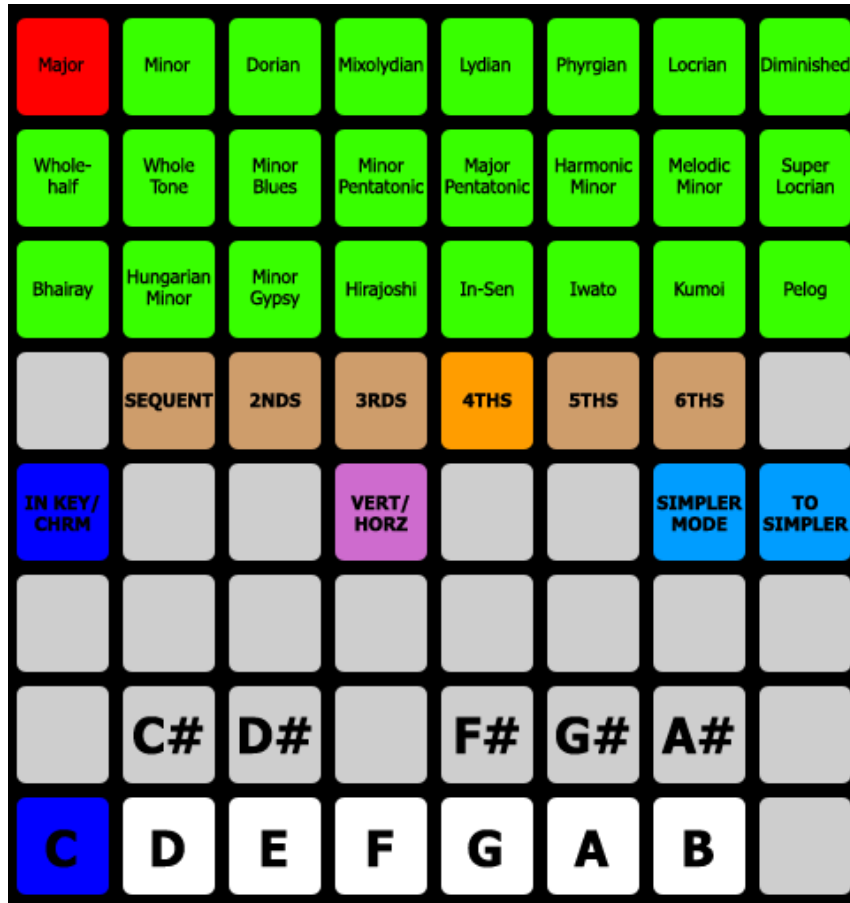 Major Minor Dorian Mixolydian Lydian Phyrgian Locrian Diminished
Whole-
half
Whole
Tone
Minor
Blues
Minor
Pentatonic
Major
Pentatonic
Harmonic
Minor
Melodic
Minor
Super
Locrian
Bhairay
Hungarian
Minor
Minor
Gypsy
Hirajoshi
In-Sen
Iwato
Kumoi
Pelog
SEQUENT 2NDS 3RDS 4THS 5THS 6THS
IN KEY/
CHRM
VERT/
HORZ
SIMPLER
MODE
TO
SIMPLER
C# D# F# G# A#
C D E F G A B